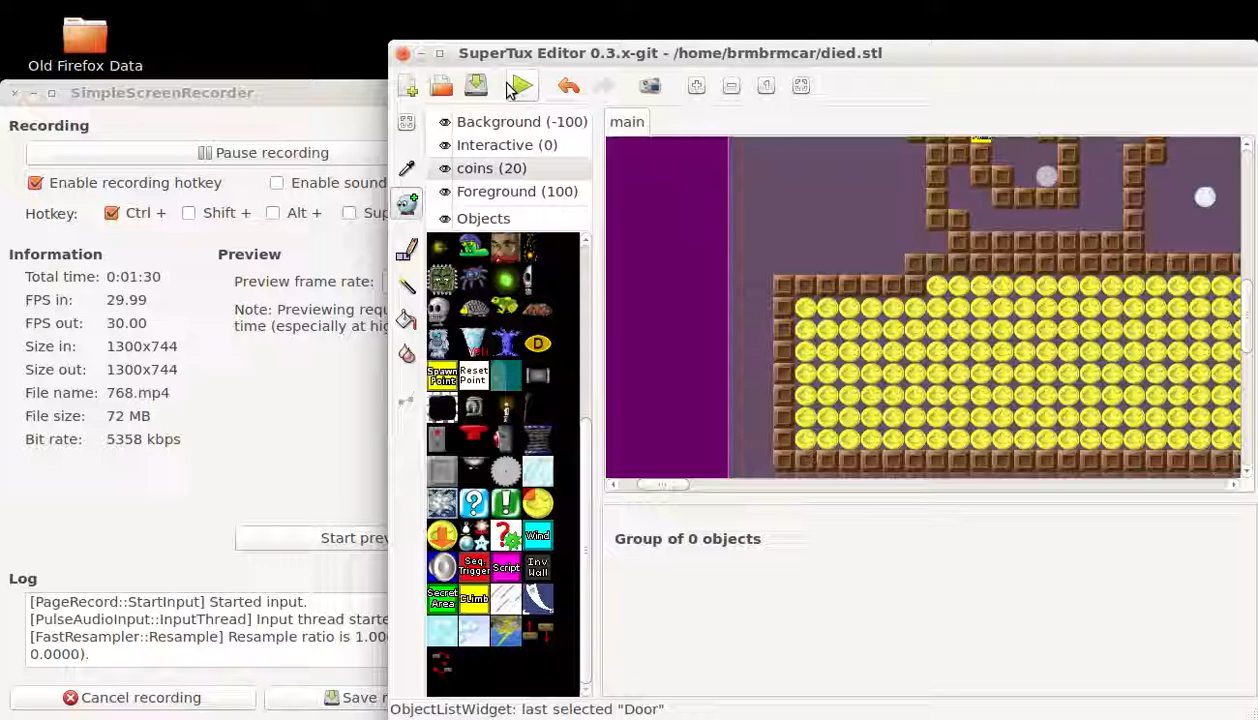 Old Firefox Data
SimpleScreenRecorder
Recording
Pause recording
Enable recording hotkey
Enable sound
Hotkey: Ctrl + Shift + Alt +
Information
Total time: 0:01:30
FPS in: 29.99
FPS out: 30.00
Size in: 1300x744
Size out: 1300x744
File name: 768.mp4
File size: 72 MB
Bit rate: 5358 kbps
Preview
Preview frame rate:
Note: Previewing
time (especially at
Start
Log
[PageRecord::StartInput] Started input.
[PulseAudioInput::InputThread] Input thread
[FastResampler::Resample] Resample ratio is
0.0000).
Cancel recording
Save
SuperTux Editor 0.3.x-git - /home/brmbrmcar/died.stl
Background (-100)
Interactive (0)
coins (20)
Foreground (100)
Objects
main
D
Spawn Point
Reset Point
Wind
Seq. Trigger
Script
Inv Wall
Secret Area
CLimb
Group of 0 objects
ObjectListWidget: last selected "Door"